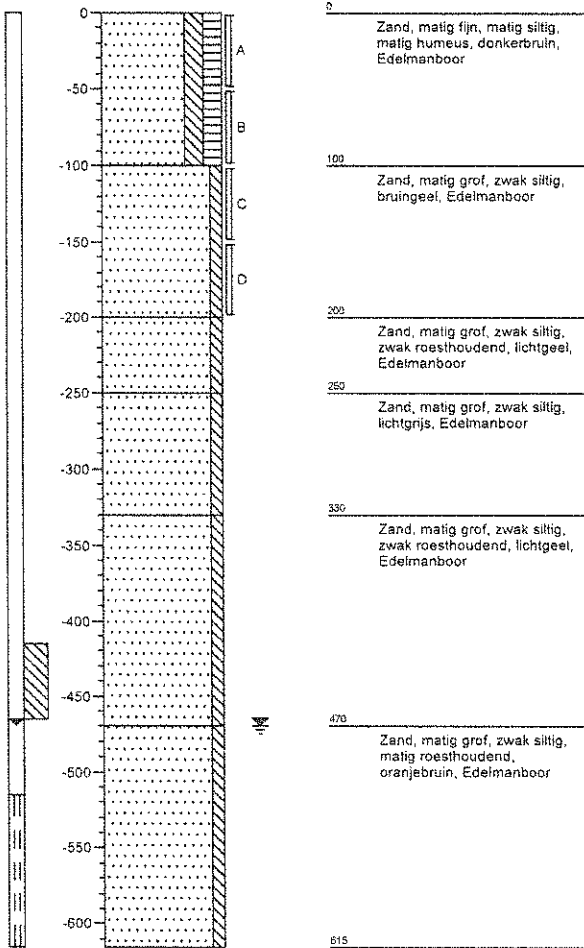 0
-50
-100
-150
-200
-250
-300
-350
-400
-450
-500
-550
-600
A
B
C
D
0
Zand, matig fijn, matig siltig,
matig humeus, donkerbruin,
Edelmanboor
100
Zand, matig grof, zwak siltig,
bruingeel, Edelmanboor
200
Zand, matig grof, zwak siltig,
zwak roesthoudend, lichtgeel,
Edelmanboor
250
Zand, matig grof, zwak siltig,
lichtgrijs, Edelmanboor
330
Zand, matig grof, zwak siltig,
zwak roesthoudend, lichtgeel,
Edelmanboor
470
Zand, matig grof, zwak siltig,
matig roesthoudend,
oranjebruin, Edelmanboor
615